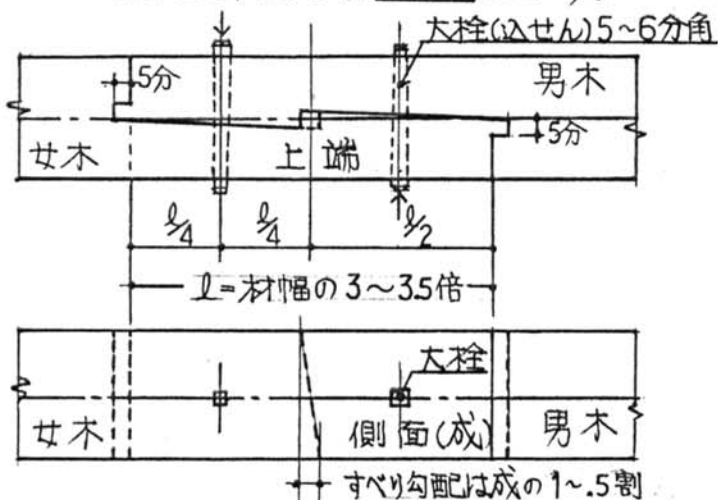 大栓(込せん)5~6分角
5分
男木
女木
上端
5分
ℓ/4
ℓ/4
ℓ/2
ℓ=材幅の3~3.5倍
大栓
女木
側面(成)
男木
すべり勾配は成の1~.5割